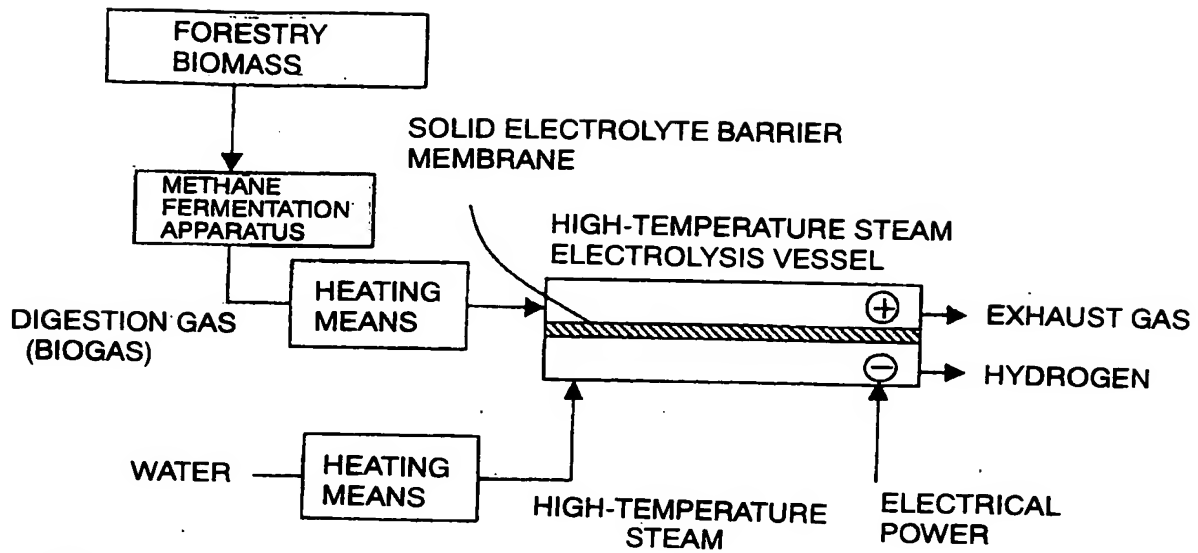 FORESTRY
BIOMASS
SOLID ELECTROLYTE BARRIER
MEMBRANE
METHANE
FERMENTATION
APPARATUS
HIGH-TEMPERATURE STEAM
ELECTROLYSIS VESSEL
HEATING
MEANS
DIGESTION GAS
(BIOGAS)
+
EXHAUST GAS
−
HYDROGEN
WATER
HEATING
MEANS
HIGH-TEMPERATURE
STEAM
ELECTRICAL
POWER